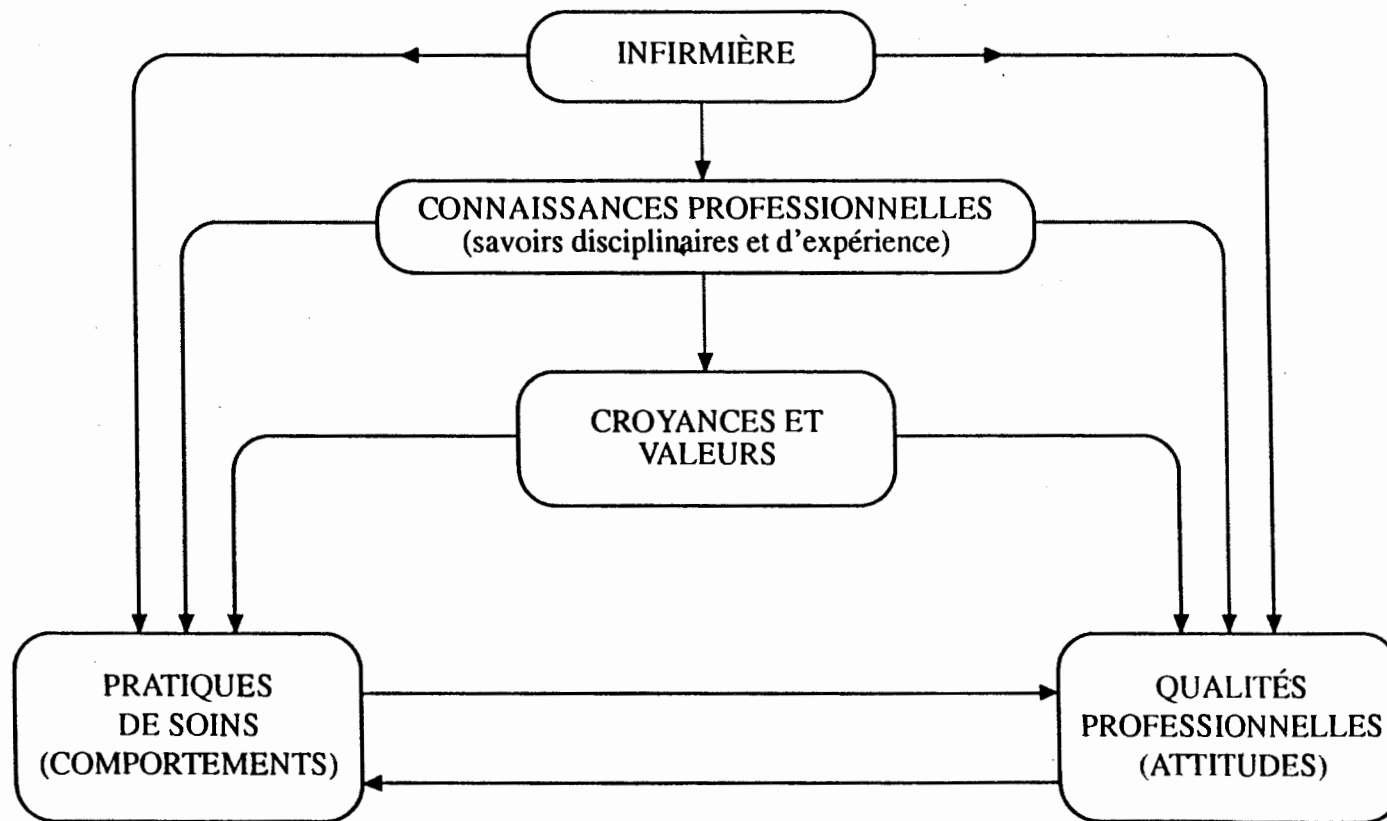 INFIRMIÈRE
CONNAISSANCES PROFESSIONNELLES
(savoirs disciplinaires et d'expérience)
CROYANCES ET
VALEURS
PRATIQUES
DE SOINS
(COMPORTEMENTS)
QUALITÉS
PROFESSIONNELLES
(ATTITUDES)